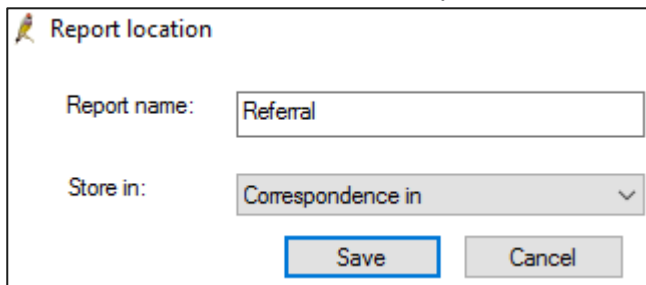 Report location
Report name: Referral
Store in: Correspondence in
Save Cancel